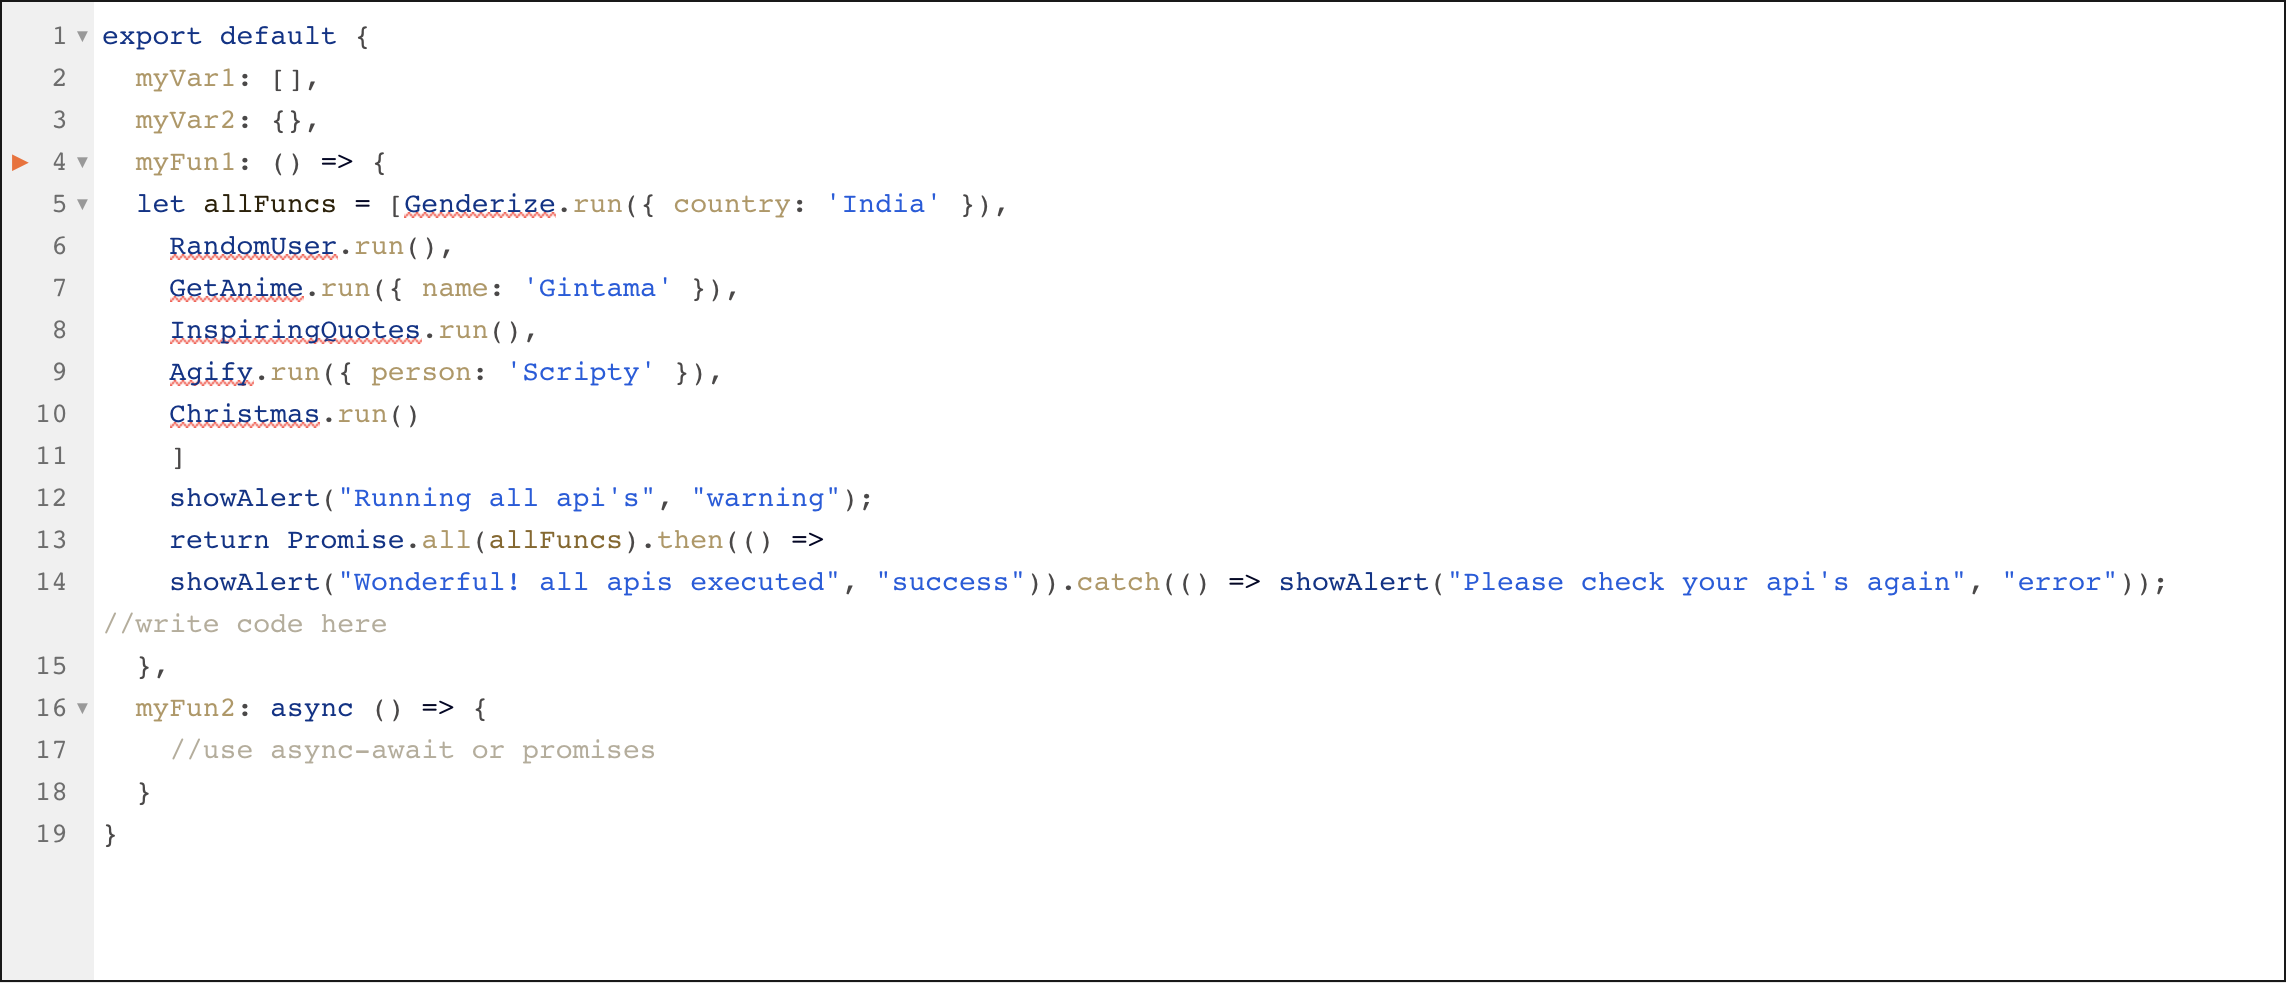 1 export default {
2 myVar1: [],
3 myVar2: {},
4 myFun1: () => {
5 let allFuncs = [Genderize.run({ country: 'India' }),
6 RandomUser.run(),
7 GetAnime.run({ name: 'Gintama' }),
8 InspiringQuotes.run(),
9 Agify.run({ person: 'Scripty' }),
10 Christmas.run()
11 ]
12 showAlert("Running all api's", "warning");
13 return Promise.all(allFuncs).then(() =>
14 showAlert("Wonderful! all apis executed", "success")).catch(() => showAlert("Please check your api's again", "error"));
//write code here
15 },
16 myFun2: async () => {
17 //use async-await or promises
18 }
19 }